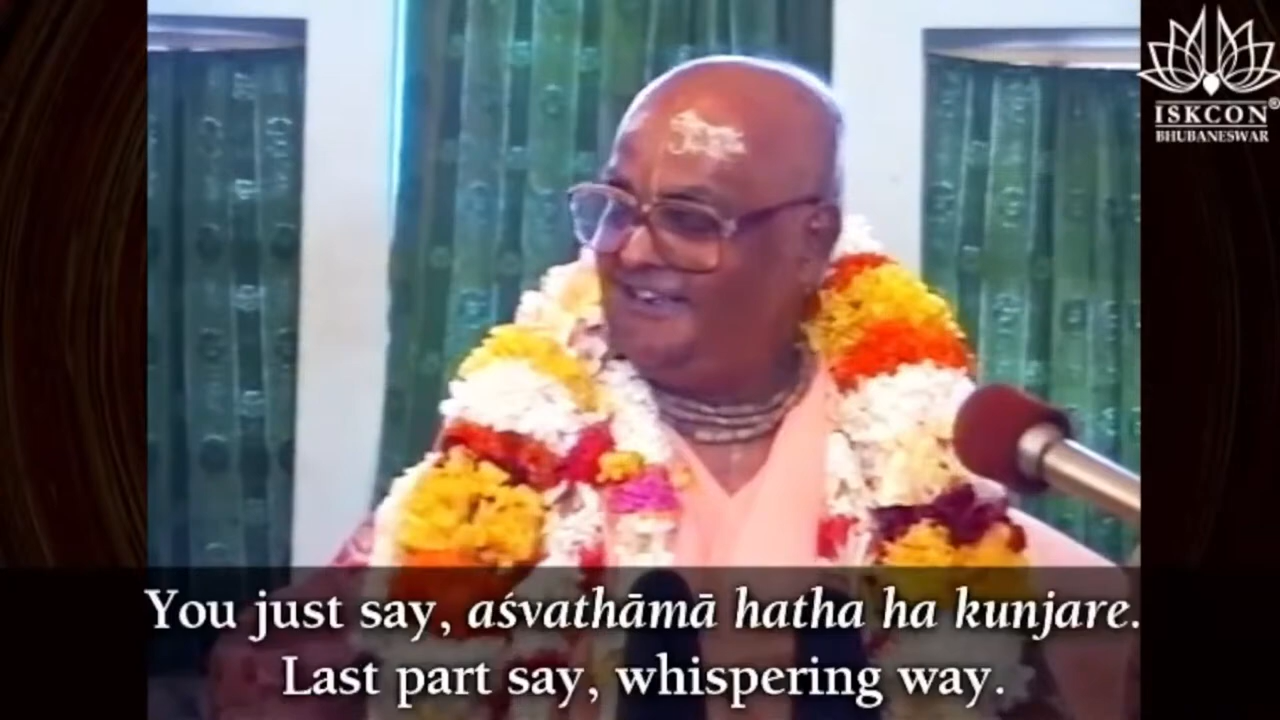 ISKCON®
BHUBANESWAR
You just say, aśvathāmā hatha ha kunjare.
Last part say, whispering way.